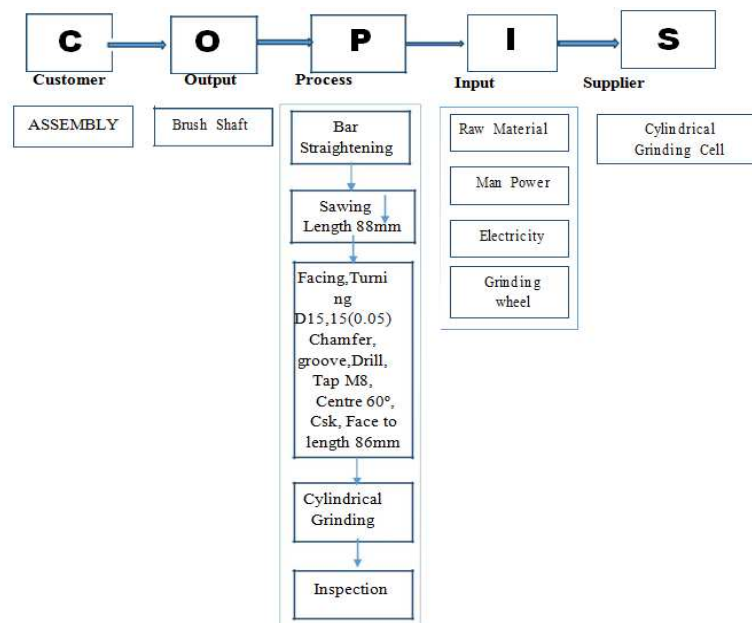 C
O
P
I
S
Customer
Output
Process
Input
Supplier
ASSEMBLY
Brush Shaft
Bar
Straightening
Sawing
Length 88mm
Facing,Turni
ng
D15,15(0.05)
Chamfer,
groove,Drill,
Tap M8,
Centre 60°,
Csk, Face to
length 86mm
Cylindrical
Grinding
Inspection
Raw Material
Man Power
Electricity
Grinding
wheel
Cylindrical
Grinding Cell